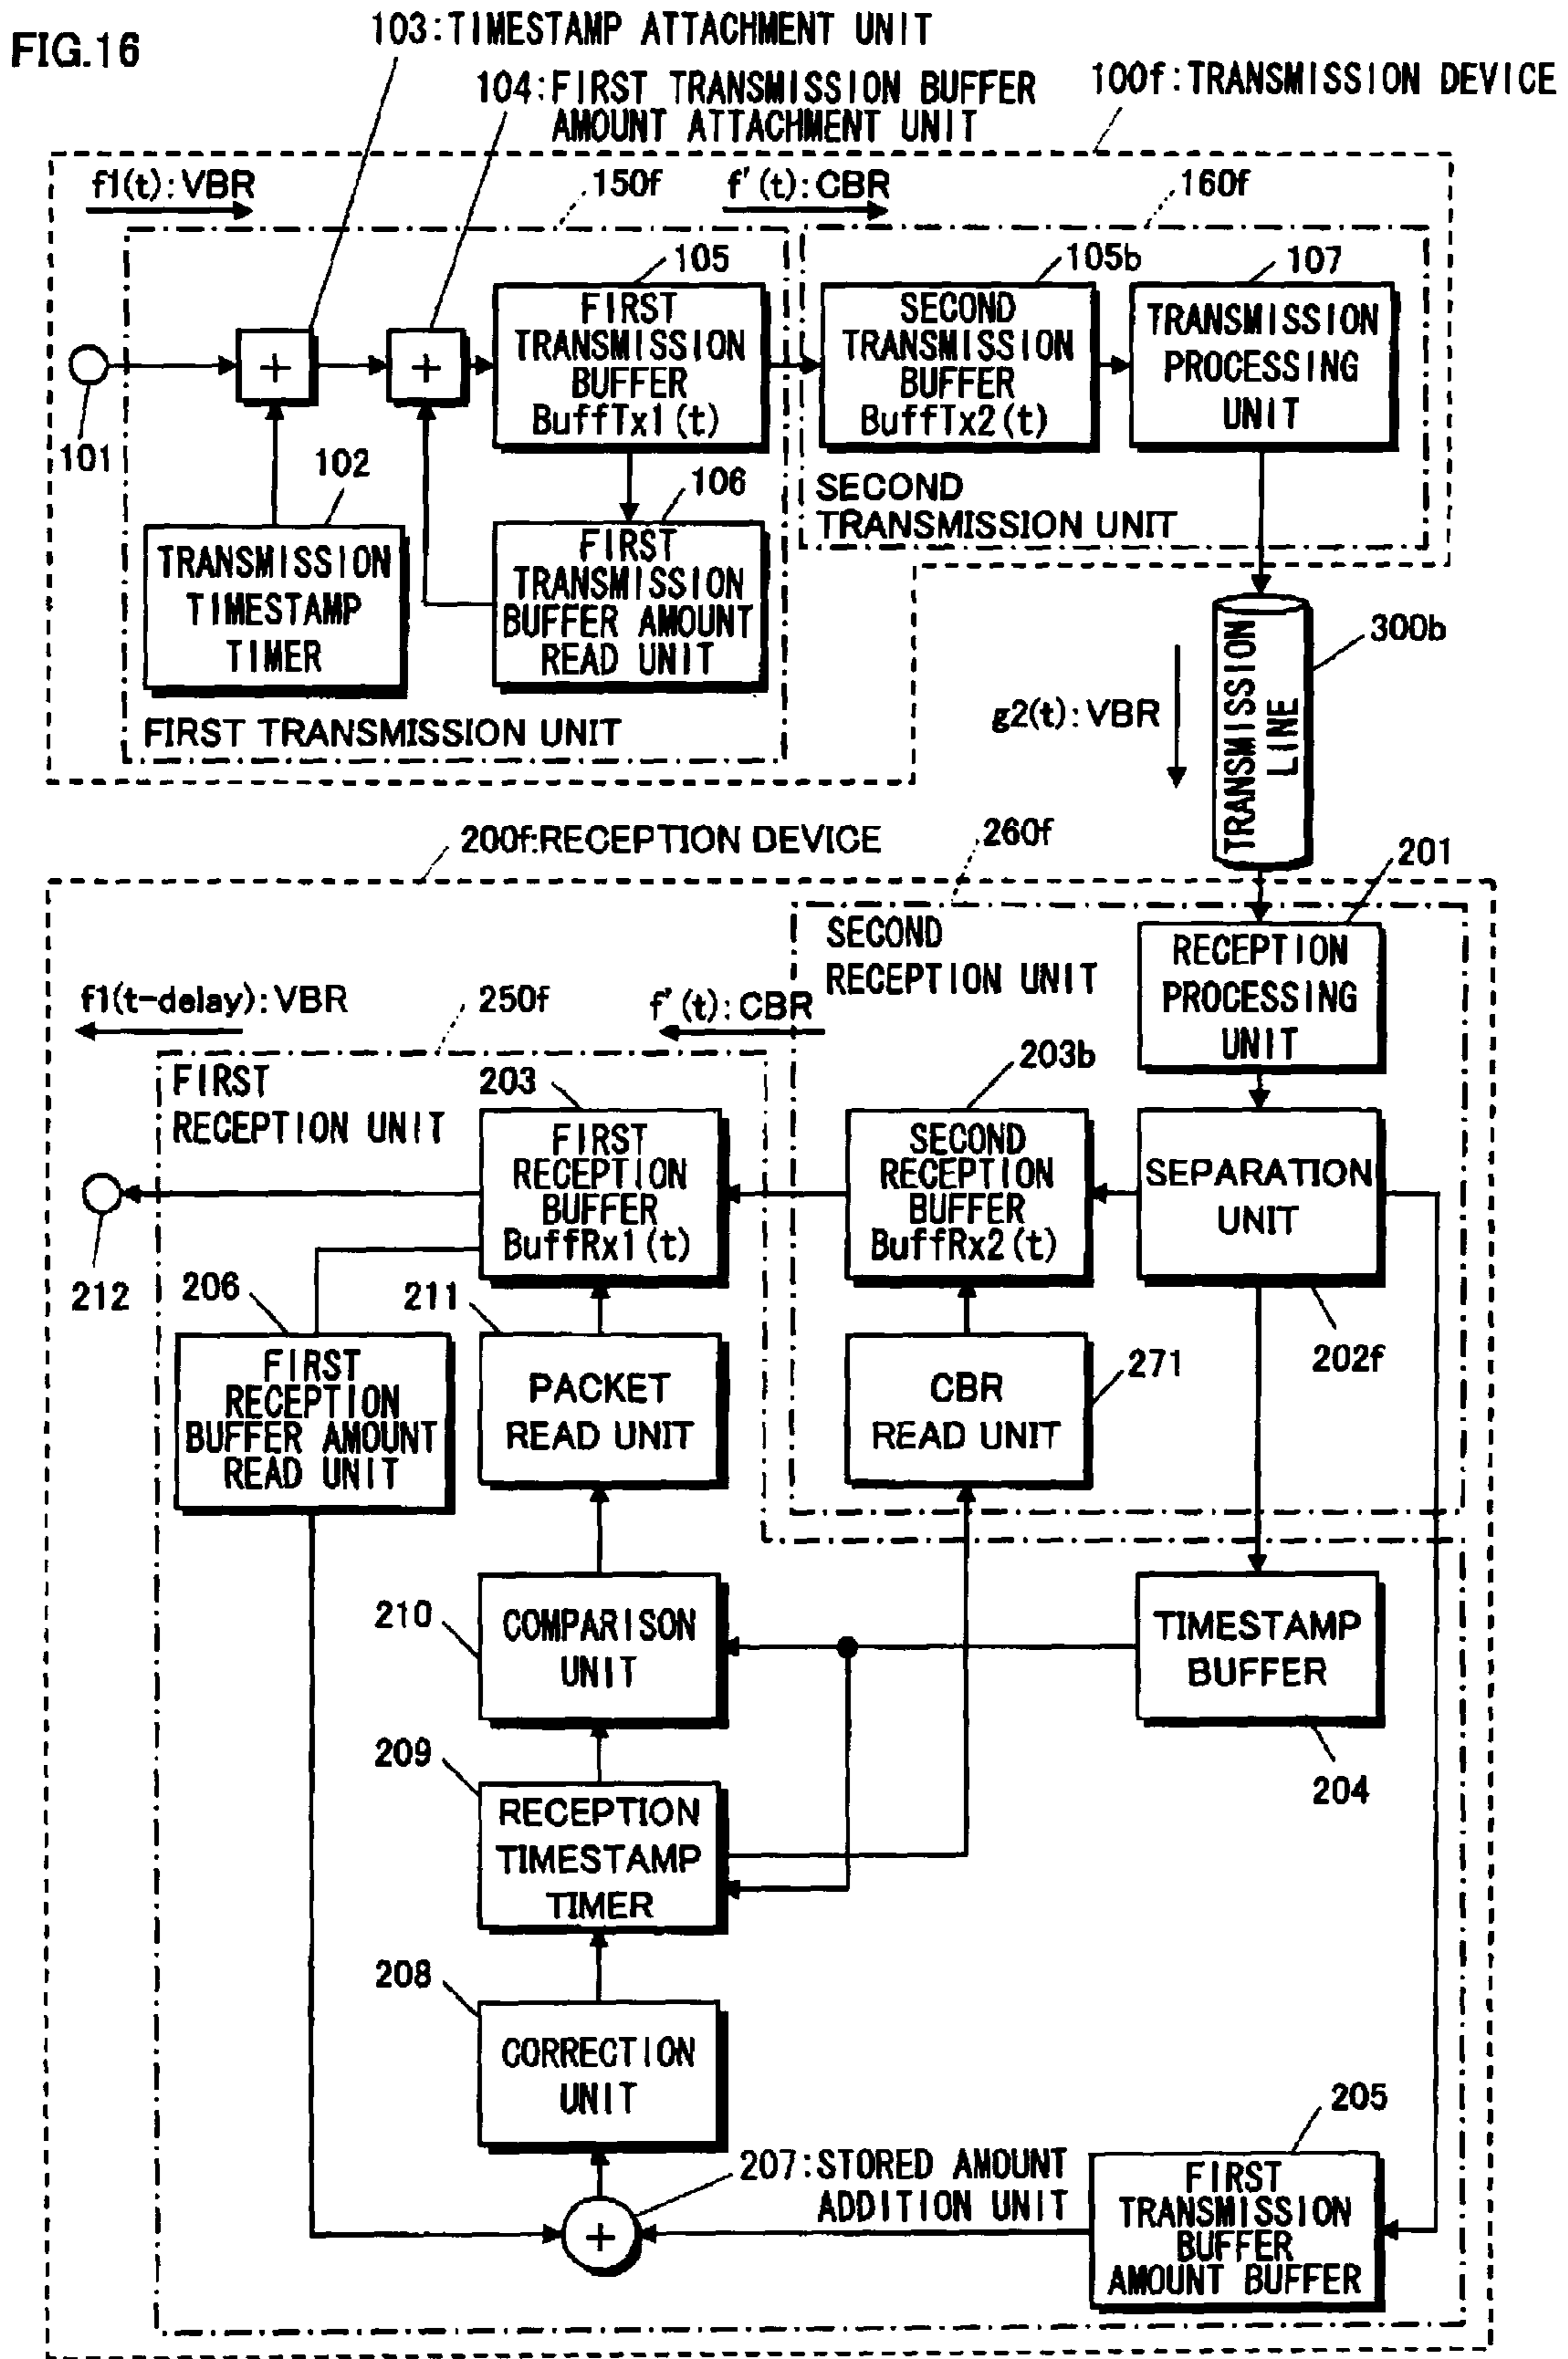 FIG.16
103:TIMESTAMP ATTACHMENT UNIT
104:FIRST TRANSMISSION BUFFER
AMOUNT ATTACHMENT UNIT
100f:TRANSMISSION DEVICE
f1(t):VBR
150f
f'(t):CBR
160f
105
FIRST
TRANSMISSION
BUFFER
BuffTx1(t)
105b
SECOND
TRANSMISSION
BUFFER
BuffTx2(t)
107
TRANSMISSION
PROCESSING
UNIT
+
+
101
102
TRANSMISSION
TIMESTAMP
TIMER
106
FIRST
TRANSMISSION
BUFFER AMOUNT
READ UNIT
SECOND
TRANSMISSION UNIT
FIRST TRANSMISSION UNIT
300b
TRANSMISSION
LINE
g2(t):VBR
200f:RECEPTION DEVICE
260f
201
SECOND
RECEPTION UNIT
RECEPTION
PROCESSING
UNIT
f1(t-delay):VBR
250f
f'(t):CBR
FIRST
RECEPTION UNIT
203
FIRST
RECEPTION
BUFFER
BuffRx1(t)
203b
SECOND
RECEPTION
BUFFER
BuffRx2(t)
SEPARATION
UNIT
212
206
FIRST
RECEPTION
BUFFER AMOUNT
READ UNIT
211
PACKET
READ UNIT
CBR
READ UNIT
271
202f
210
COMPARISON
UNIT
TIMESTAMP
BUFFER
204
209
RECEPTION
TIMESTAMP
TIMER
208
CORRECTION
UNIT
207:STORED AMOUNT
ADDITION UNIT
+
205
FIRST
TRANSMISSION
BUFFER
AMOUNT BUFFER